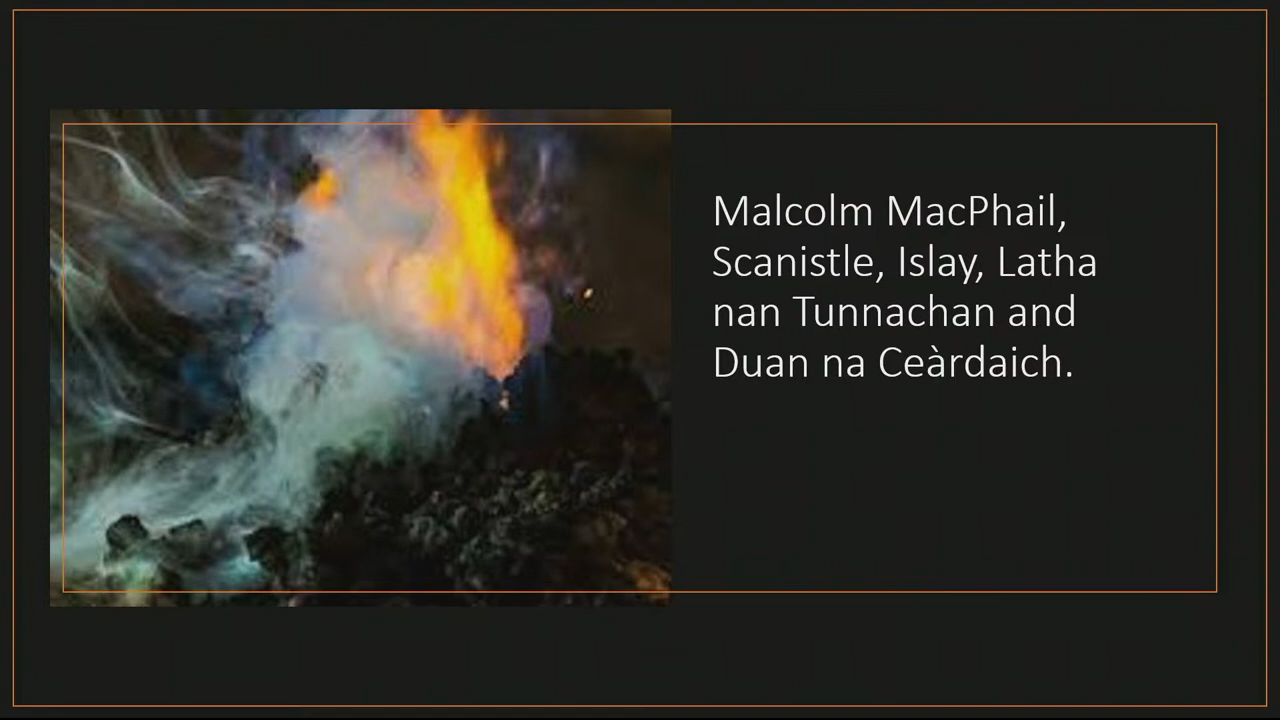 Malcolm MacPhail,
Scanistle, Islay, Latha
nan Tunnachan and
Duan na Ceàrdaich.